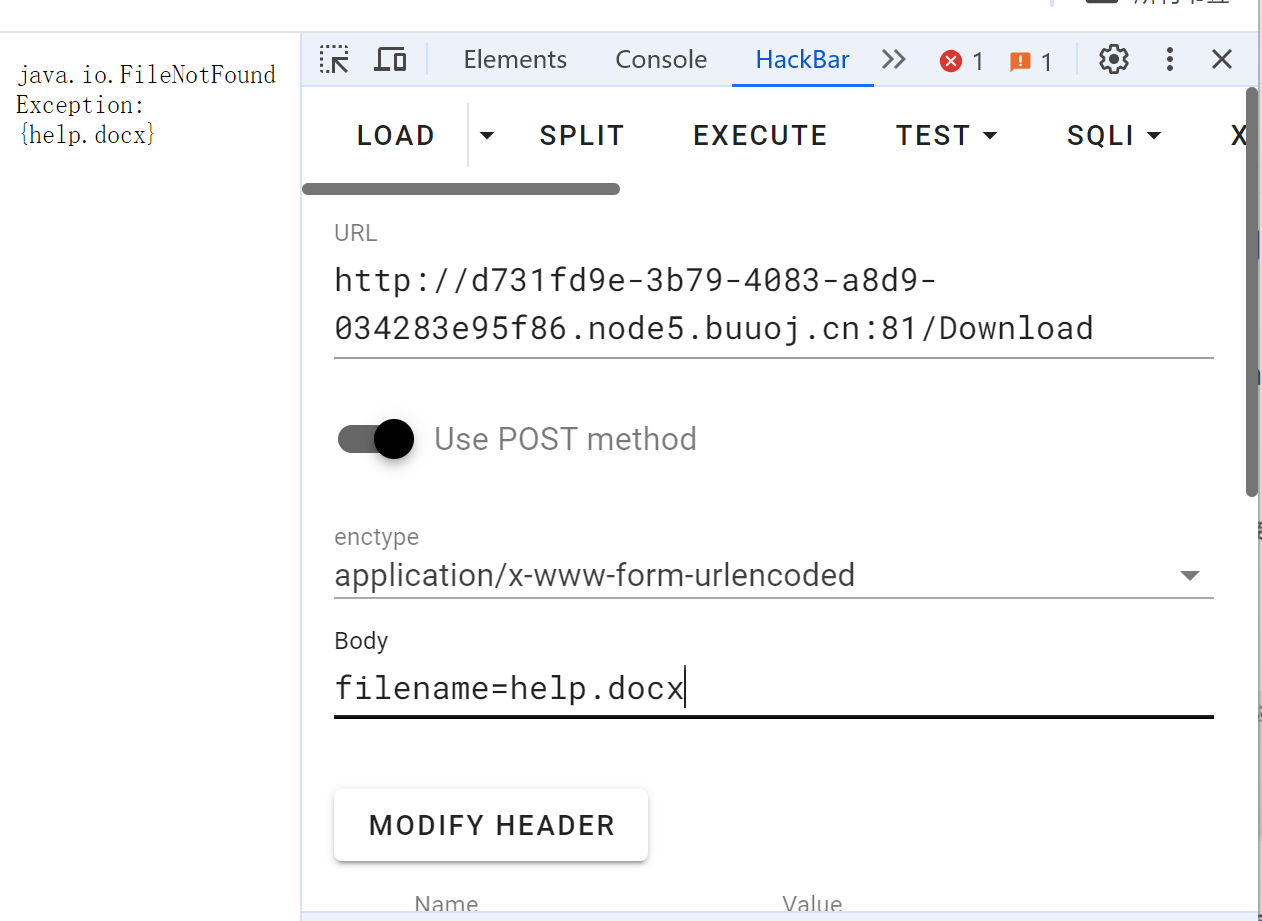 java.io.FileNotFound
Exception:
{help.docx}
Elements Console HackBar 1 1
LOAD SPLIT EXECUTE TEST SQLI X
URL
http://d731fd9e-3b79-4083-a8d9-
034283e95f86.node5.buuoj.cn:81/Download
Use POST method
enctype
application/x-www-form-urlencoded
Body
filename=help.docx
MODIFY HEADER
Name Value